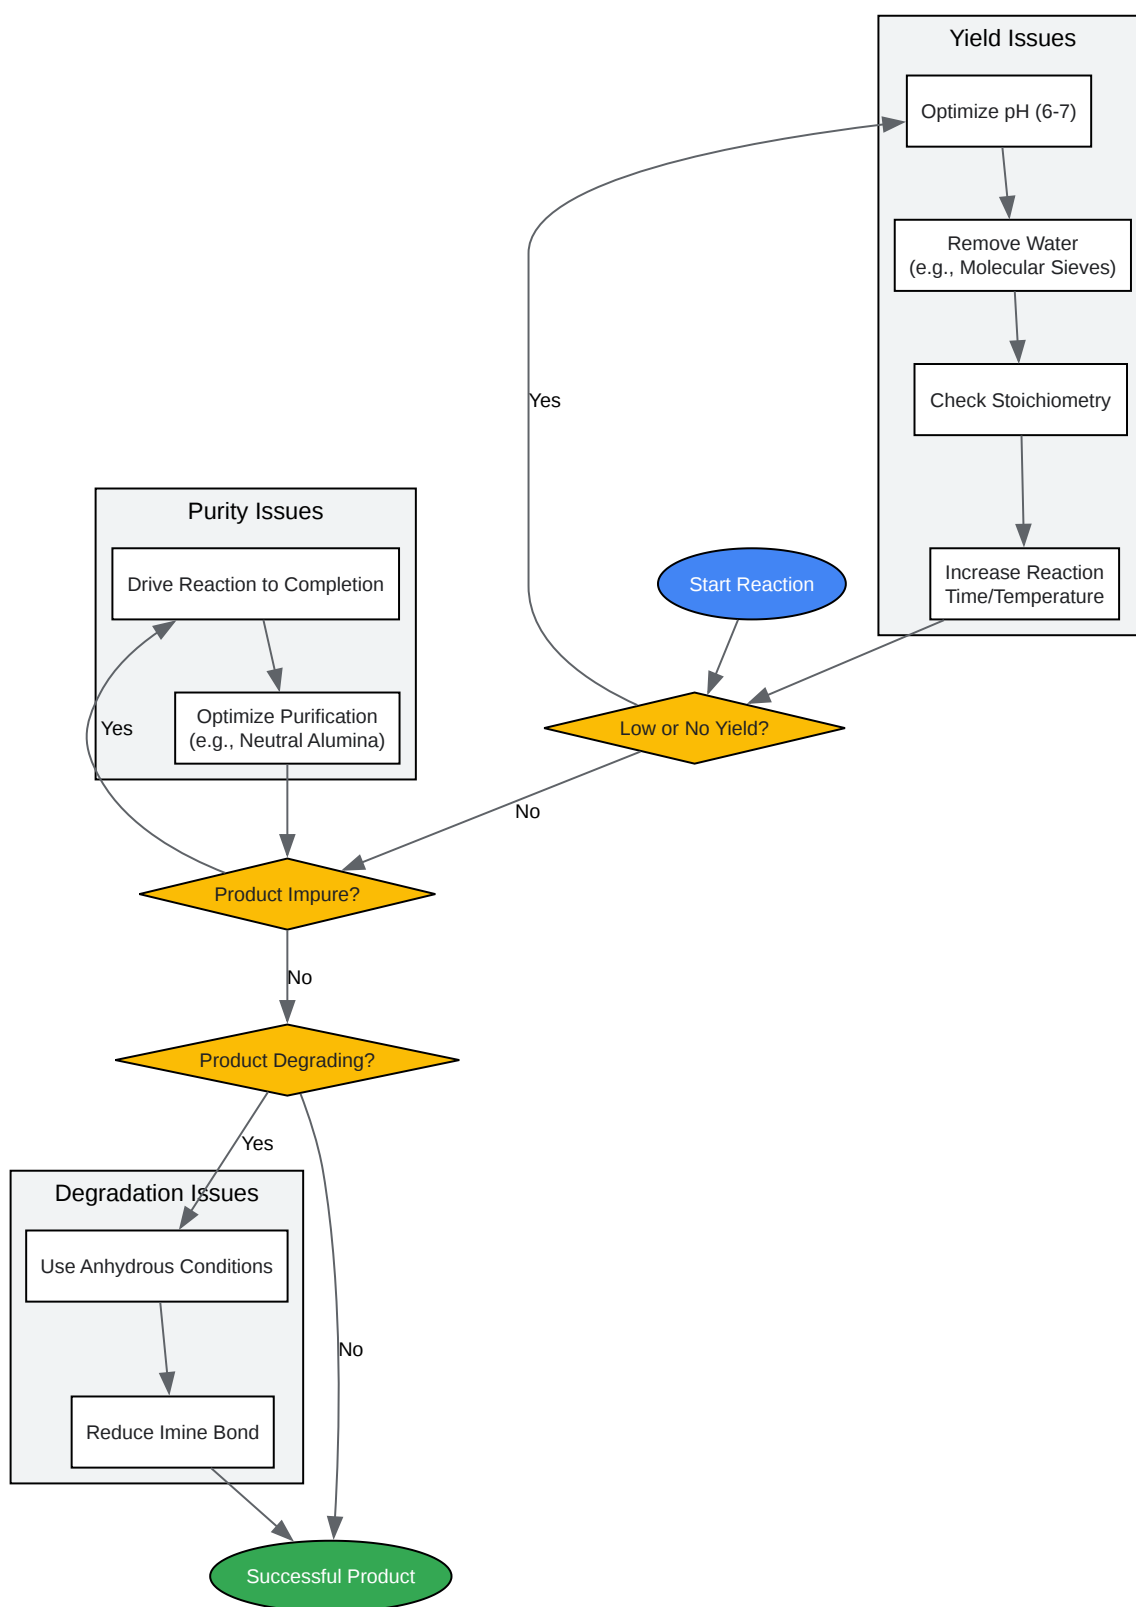 Yield Issues
Optimize pH (6-7)
Remove Water
(e.g., Molecular Sieves)
Yes
Check Stoichiometry
Purity Issues
Drive Reaction to Completion
Start Reaction
Increase Reaction
Time/Temperature
Yes
Optimize Purification
(e.g., Neutral Alumina)
Low or No Yield?
No
Product Impure?
No
Product Degrading?
Yes
Degradation Issues
Use Anhydrous Conditions
No
Reduce Imine Bond
Successful Product